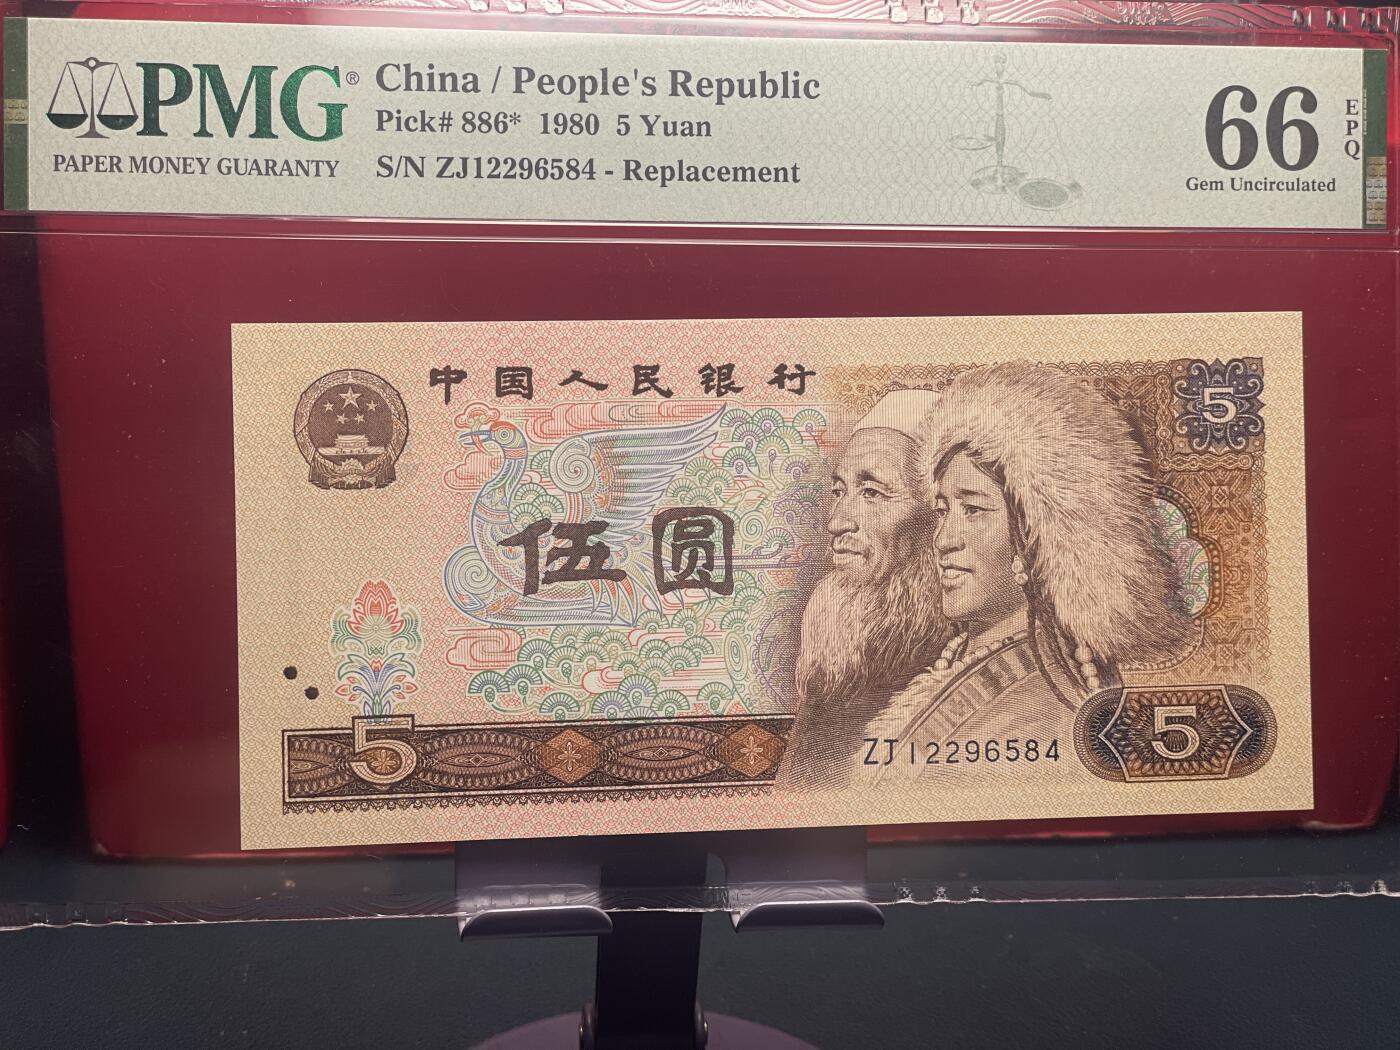 PMG®
PAPER MONEY GUARANTY
China / People's Republic
Pick# 886* 1980 5 Yuan
S/N ZJ12296584 - Replacement
66
EPQ
Gem Uncirculated
中国人民银行
5
伍圆
5
ZJ12296584
5